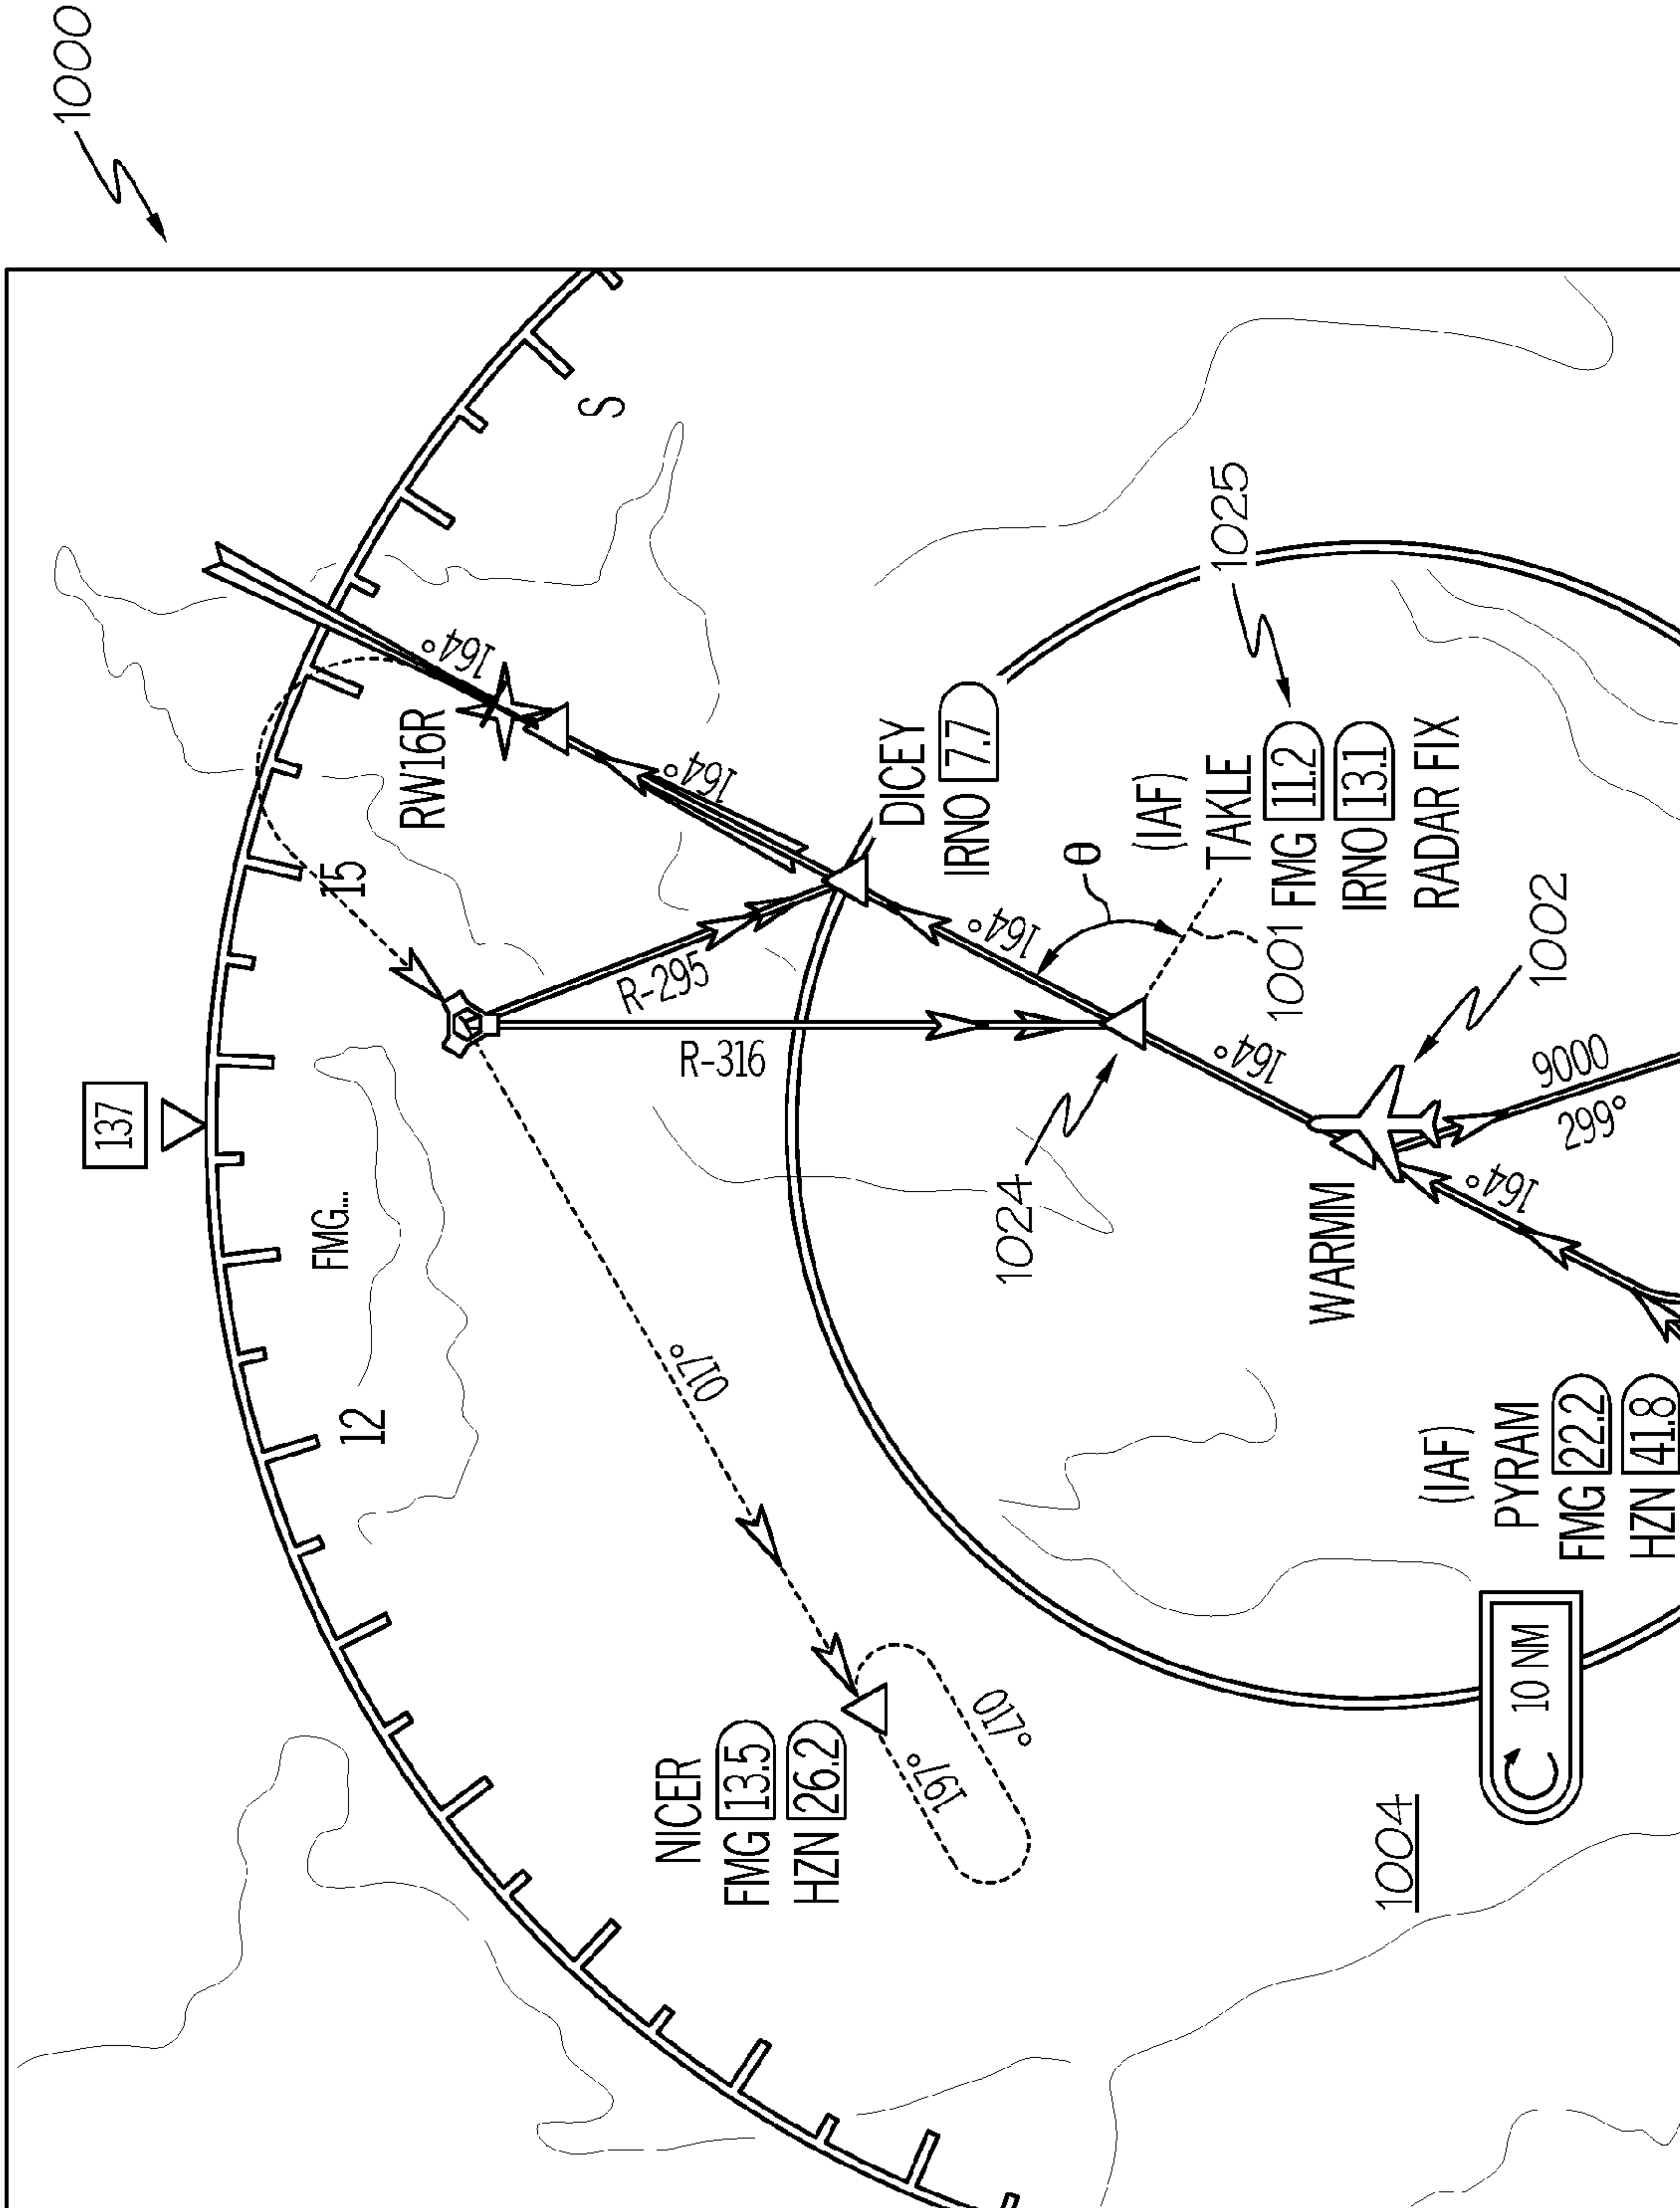 1000
137
S
164°
RW16R
15
FMG...
12
164°
R-295
R-316
DICEY
IRNO 7.7
(IAF)
TAKLE
FMG 11.2
IRNO 13.1
RADAR FIX
1025
θ
1001
164°
1002
1024
164°
9000
299°
WARMM
164°
017°
NICER
FMG 13.5
HZN 26.2
197°
017°
(IAF)
PYRAM
FMG 22.2
HZN 41.8
10 NM
1004